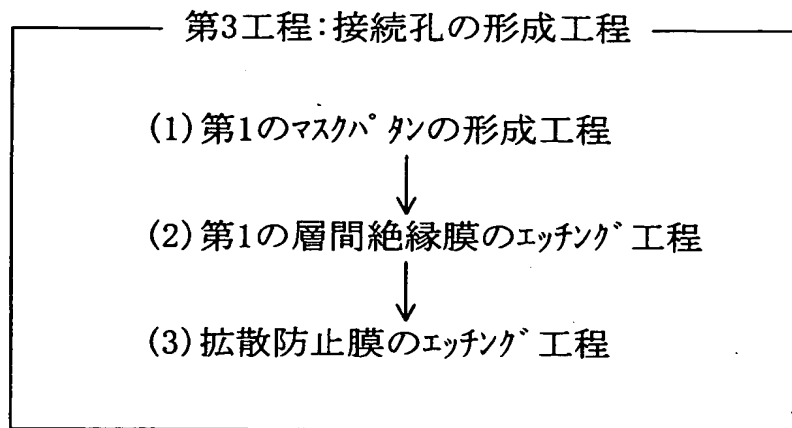 第3工程:接続孔の形成工程
(1)第1のﾏｽｸﾊﾟﾀﾝの形成工程
(2)第1の層間絶縁膜のｴｯﾁﾝｸﾞ工程
(3)拡散防止膜のｴｯﾁﾝｸﾞ工程